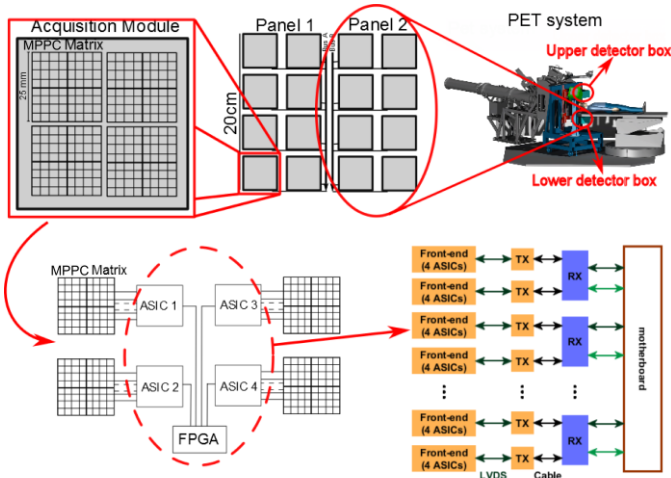 Acquisition Module
MPPC Matrix
25 mm
Panel 1
Panel 2
20cm
PET system
Upper detector box
Lower detector box
MPPC Matrix
ASIC 1
ASIC 3
ASIC 2
ASIC 4
FPGA
Front-end
(4 ASICs)
TX
RX
Front-end
(4 ASICs)
TX
Front-end
(4 ASICs)
TX
RX
Front-end
(4 ASICs)
TX
motherboard
Front-end
(4 ASICs)
TX
RX
Front-end
(4 ASICs)
TX
LVDS
Cable